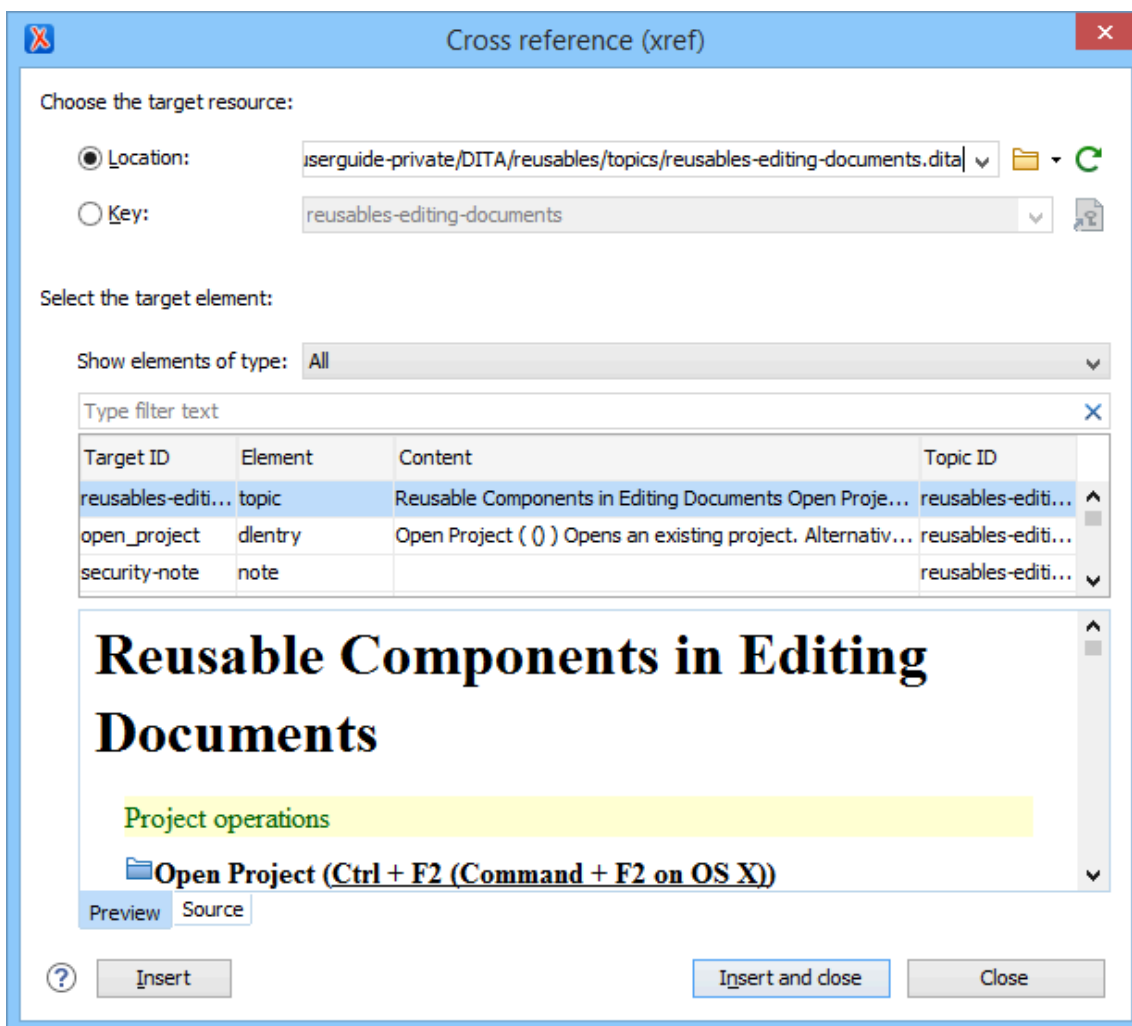 Cross reference (xref)
Choose the target resource:
Location: userguide-private/DITA/reusables/topics/reusables-editing-documents.dita
Key: reusables-editing-documents
Select the target element:
Show elements of type: All
Type filter text
Target ID Element Content Topic ID
reusables-editi... topic Reusable Components in Editing Documents Open Proje... reusables-editi...
open_project dlentry Open Project ( () ) Opens an existing project. Alternativ... reusables-editi...
security-note note reusables-editi...
Reusable Components in Editing
Documents
Project operations
Open Project (Ctrl + F2 (Command + F2 on OS X))
Preview Source
? Insert Insert and close Close